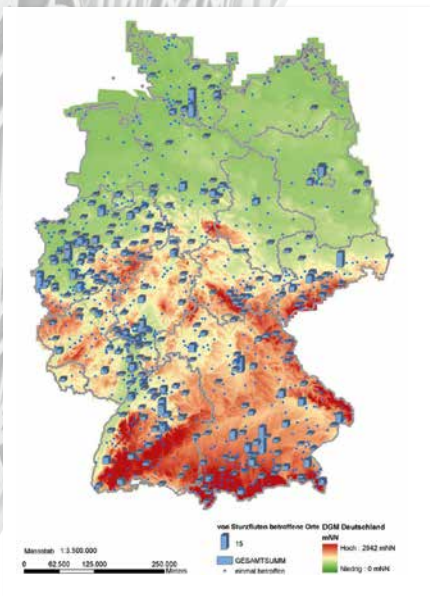 von Sturzfluten betroffene Orte
15
GESAMTSUMM
einmal betroffen
DGM Deutschland
mNN
Hoch : 2942 mNN
Niedrig : 0 mNN
Massstab 1:3.500.000
0 62.500 125.000 250.000
Meters